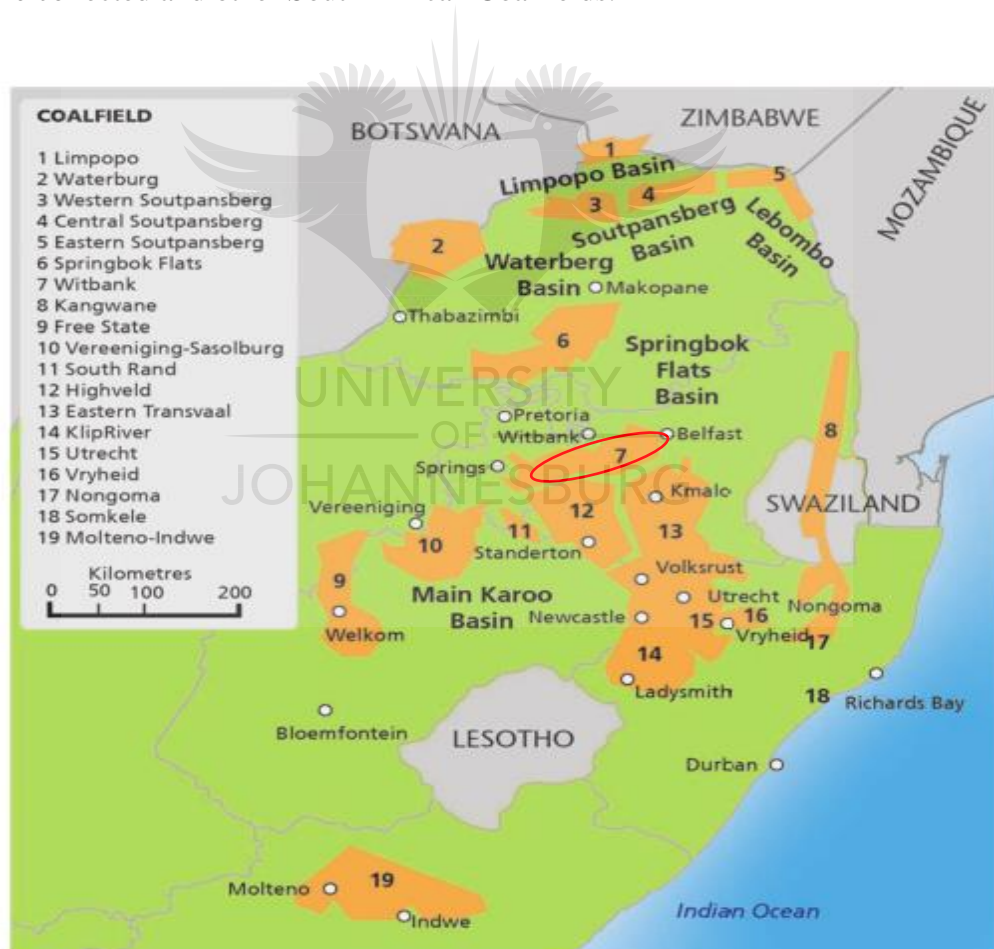 COALFIELD
1 Limpopo
2 Waterburg
3 Western Soutpansberg
4 Central Soutpansberg
5 Eastern Soutpansberg
6 Springbok Flats
7 Witbank
8 Kangwane
9 Free State
10 Vereeniging-Sasolburg
11 South Rand
12 Highveld
13 Eastern Transvaal
14 KlipRiver
15 Utrecht
16 Vryheid
17 Nongoma
18 Somkele
19 Molteno-Indwe
Kilometres
0 50 100 200
BOTSWANA
ZIMBABWE
MOZAMBIQUE
1
Limpopo Basin
3
4
5
Soutpansberg
Basin
Lebombo
Basin
2
Waterberg
Basin
Makopane
Thabazimbi
6
Springbok
Flats
Basin
UNIVERSITY
OF
JOHANNESBURG
Pretoria
Witbank
Belfast
7
8
Springs
Kmalo
SWAZILAND
Vereeniging
12
13
10
11
Standerton
Volksrust
9
Main Karoo
Basin
Utrecht
Newcastle
15
16
Nongoma
Vryheid
17
Welkom
14
Ladysmith
18
Richards Bay
Bloemfontein
LESOTHO
Durban
Molteno
19
Indwe
Indian Ocean